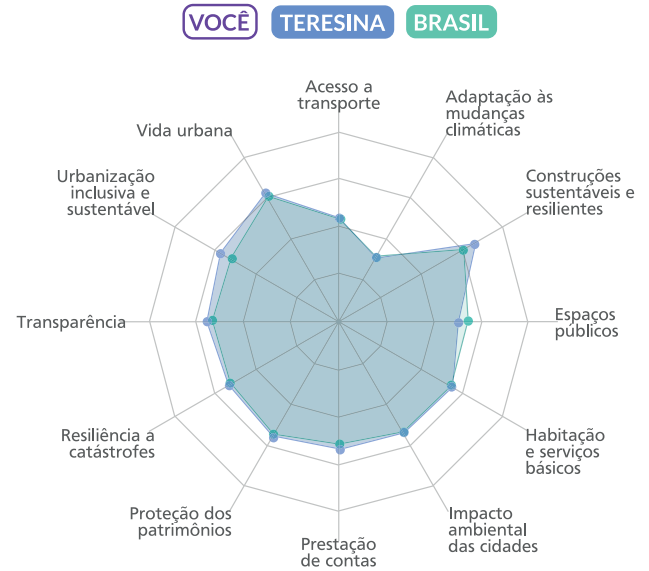 VOCÊ TERESINA BRASIL
Acesso a
transporte
Adaptação às
mudanças
climáticas
Construções
sustentáveis e
resilientes
Espaços
públicos
Habitação
e serviços
básicos
Impacto
ambiental
das cidades
Prestação
de contas
Proteção dos
patrimônios
Resiliência a
catástrofes
Transparência
Urbanização
inclusiva e
sustentável
Vida urbana